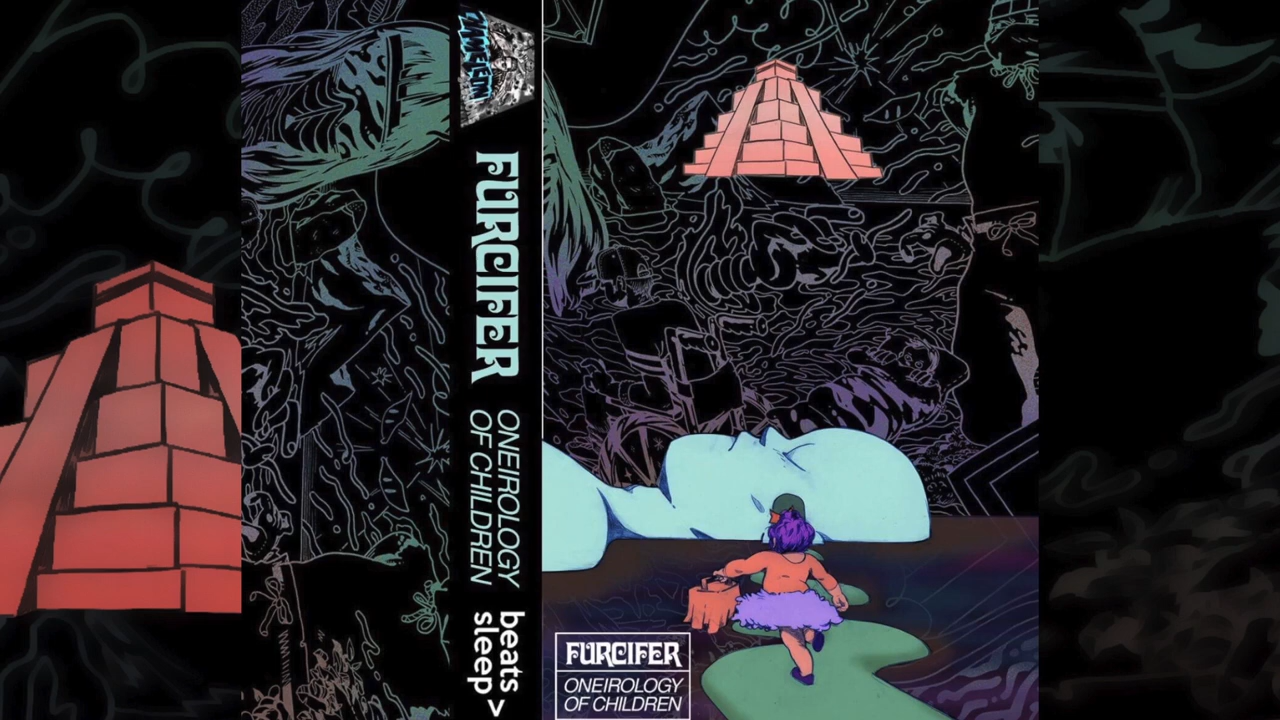 FURCIFER
ONEIROLOGY
OF CHILDREN
beats
sleep >
FURCIFER
ONEIROLOGY
OF CHILDREN